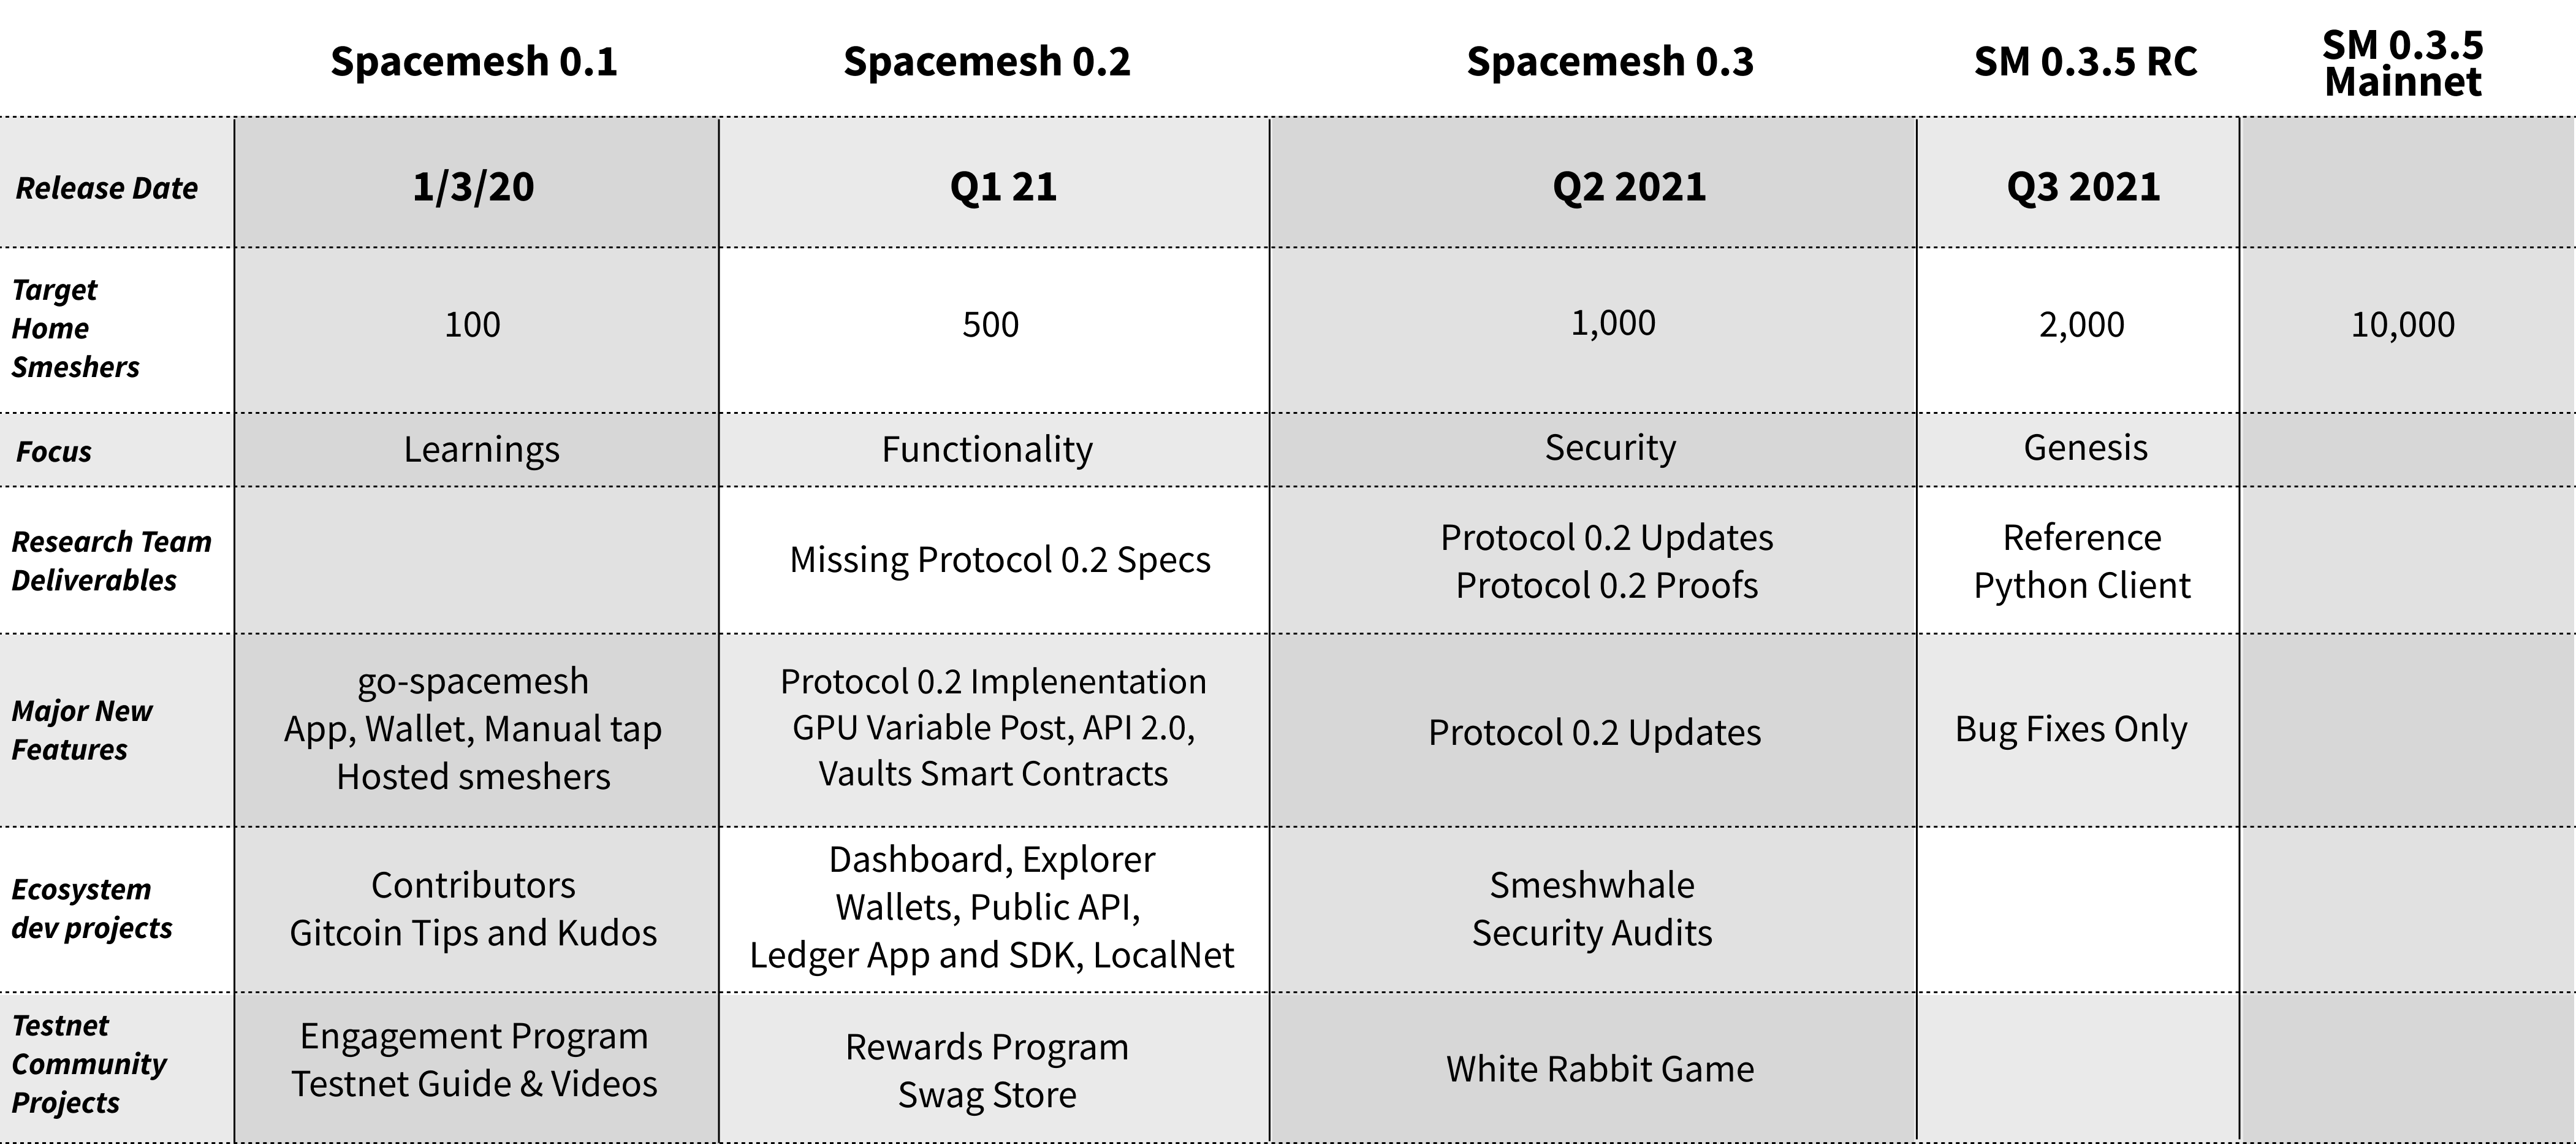 Spacemesh 0.1
Spacemesh 0.2
Spacemesh 0.3
SM 0.3.5 RC
SM 0.3.5
Mainnet
Release Date
1/3/20
Q1 21
Q2 2021
Q3 2021
Target
Home
Smeshers
100
500
1,000
2,000
10,000
Focus
Learnings
Functionality
Security
Genesis
Research Team
Deliverables
Missing Protocol 0.2 Specs
Protocol 0.2 Updates
Protocol 0.2 Proofs
Reference
Python Client
Major New
Features
go-spacemesh
App, Wallet, Manual tap
Hosted smeshers
Protocol 0.2 Implenentation
GPU Variable Post, API 2.0,
Vaults Smart Contracts
Protocol 0.2 Updates
Bug Fixes Only
Ecosystem
dev projects
Contributors
Gitcoin Tips and Kudos
Dashboard, Explorer
Wallets, Public API,
Ledger App and SDK, LocalNet
Smeshwhale
Security Audits
Testnet
Community
Projects
Engagement Program
Testnet Guide & Videos
Rewards Program
Swag Store
White Rabbit Game